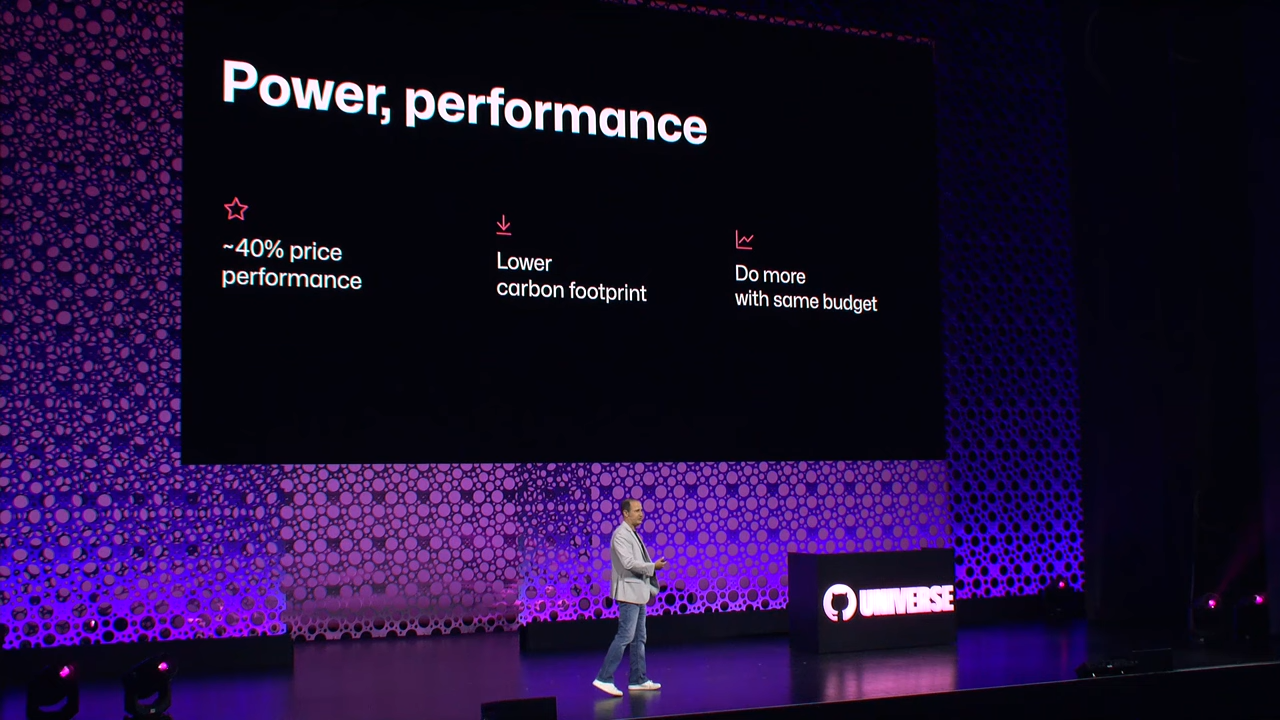 Power, performance
~40% price
performance
Lower
carbon footprint
Do more
with same budget
UNIVERSE